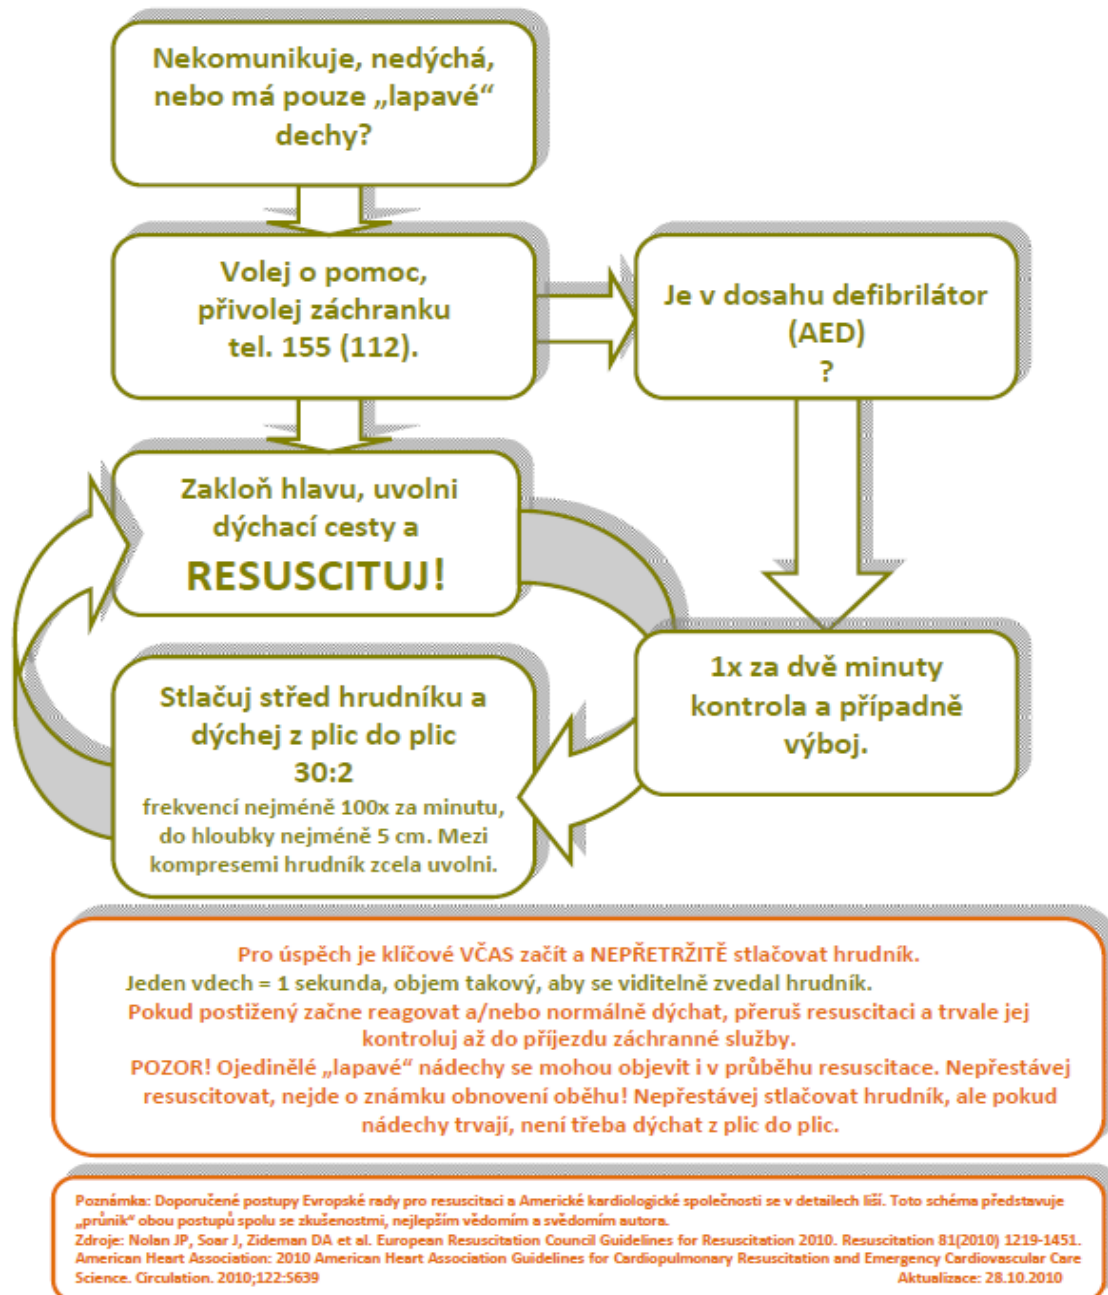 Nekomunikuje, nedýchá,
nebo má pouze „lapavé“
dechy?
Volej o pomoc,
přivolej záchranku
tel. 155 (112).
Je v dosahu defibrilátor
(AED)
?
Zakloň hlavu, uvolni
dýchací cesty a
RESUSCITUJ!
1x za dvě minuty
kontrola a případně
výboj.
Stlačuj střed hrudníku a
dýchej z plic do plic
30:2
frekvencí nejméně 100x za minutu,
do hloubky nejméně 5 cm. Mezi
kompresemi hrudník zcela uvolni.
Pro úspěch je klíčové VČAS začít a NEPŘETRŽITĚ stlačovat hrudník.
Jeden vdech = 1 sekunda, objem takový, aby se viditelně zvedal hrudník.
Pokud postižený začne reagovat a/nebo normálně dýchat, přeruš resuscitaci a trvale jej
kontroluj až do příjezdu záchranné služby.
POZOR! Ojedinělé „lapavé“ nádechy se mohou objevit i v průběhu resuscitace. Nepřestávej
resuscitovat, nejde o známku obnovení oběhu! Nepřestávej stlačovat hrudník, ale pokud
nádechy trvají, není třeba dýchat z plic do plic.
Poznámka: Doporučené postupy Evropské rady pro resuscitaci a Americké kardiologické společnosti se v detailech liší. Toto schéma představuje
„průnik“ obou postupů spolu se zkušenostmi, nejlepším vědomím a svědomím autora.
Zdroje: Nolan JP, Soar J, Zideman DA et al. European Resuscitation Council Guidelines for Resuscitation 2010. Resuscitation 81(2010) 1219-1451.
American Heart Association: 2010 American Heart Association Guidelines for Cardiopulmonary Resuscitation and Emergency Cardiovascular Care
Science. Circulation. 2010;122:S639 Aktualizace: 28.10.2010